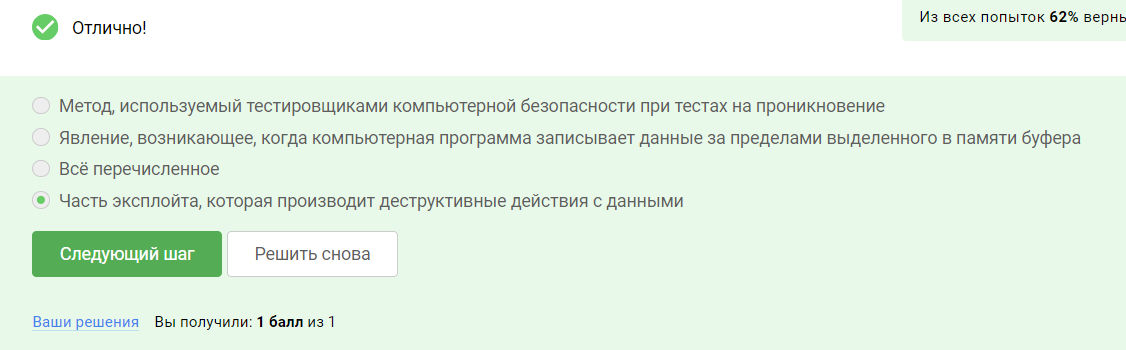 Отлично!
Из всех попыток 62%
Метод, используемый тестировщиками компьютерной безопасности при тестах на проникновение
Явление, возникающее, когда компьютерная программа записывает данные за пределами выделенного в памяти буфера
Всё перечисленное
Часть эксплойта, которая производит деструктивные действия с данными
Следующий шаг
Решить снова
Ваши решения Вы получили: 1 балл из 1